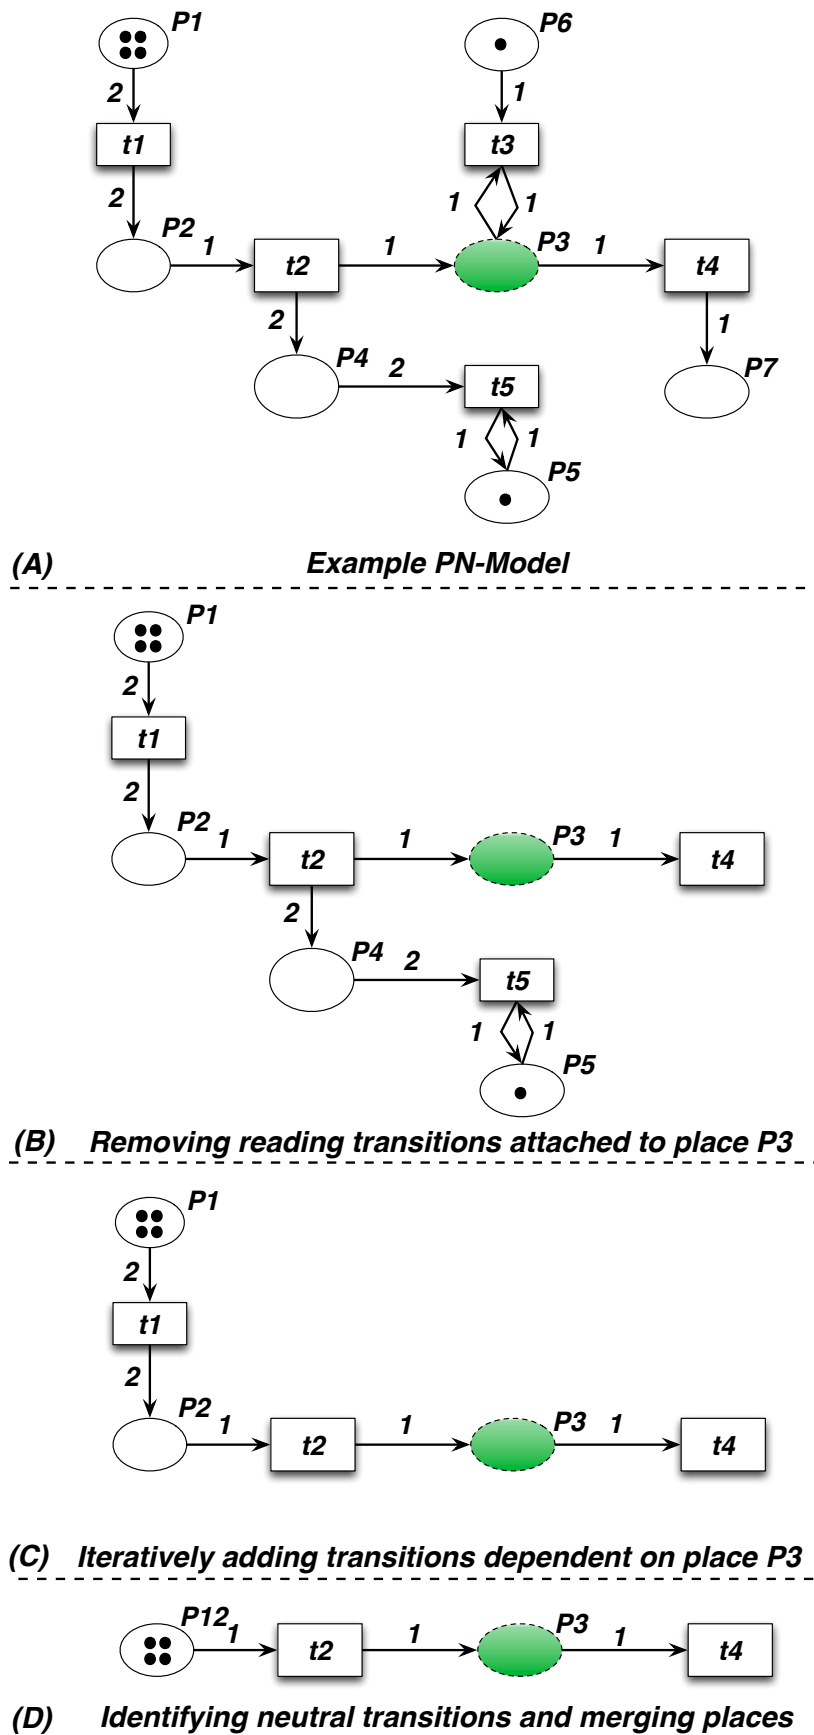 P1
P6
2
1
t1
t3
2
1
1
P2
1
t2
1
P3
1
t4
2
1
P4
2
t5
P7
1
1
P5
(A) Example PN-Model
P1
2
t1
2
P2
1
t2
1
P3
1
t4
2
P4
2
t5
1
1
P5
(B) Removing reading transitions attached to place P3
P1
2
t1
2
P2
1
t2
1
P3
1
t4
(C) Iteratively adding transitions dependent on place P3
P12
1
t2
1
P3
1
t4
(D) Identifying neutral transitions and merging places